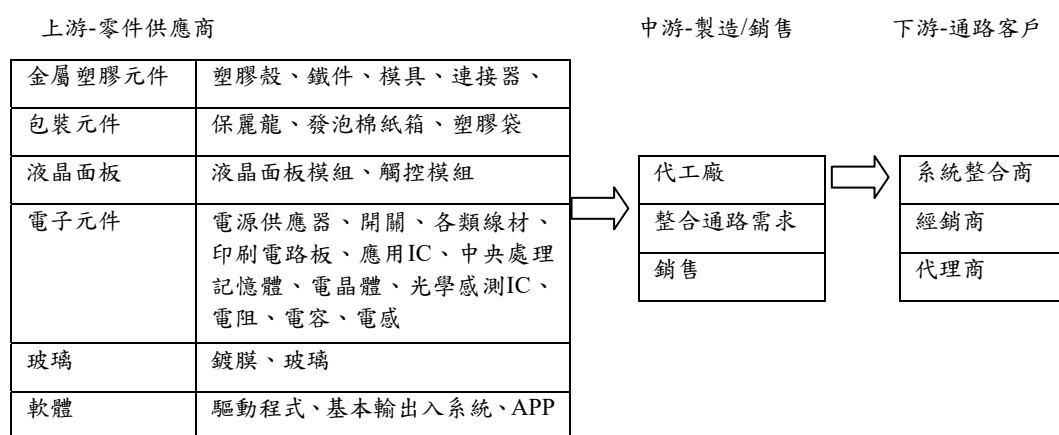 上游-零件供應商
中游-製造/銷售
下游-通路客戶
金屬塑膠元件
塑膠殼、鐵件、模具、連接器、
包裝元件
保麗龍、發泡棉紙箱、塑膠袋
液晶面板
液晶面板模組、觸控模組
電子元件
電源供應器、開關、各類線材、
印刷電路板、應用IC、中央處理
記憶體、電晶體、光學感測IC、
電阻、電容、電感
玻璃
鍍膜、玻璃
軟體
驅動程式、基本輸出入系統、APP
代工廠
整合通路需求
銷售
系統整合商
經銷商
代理商